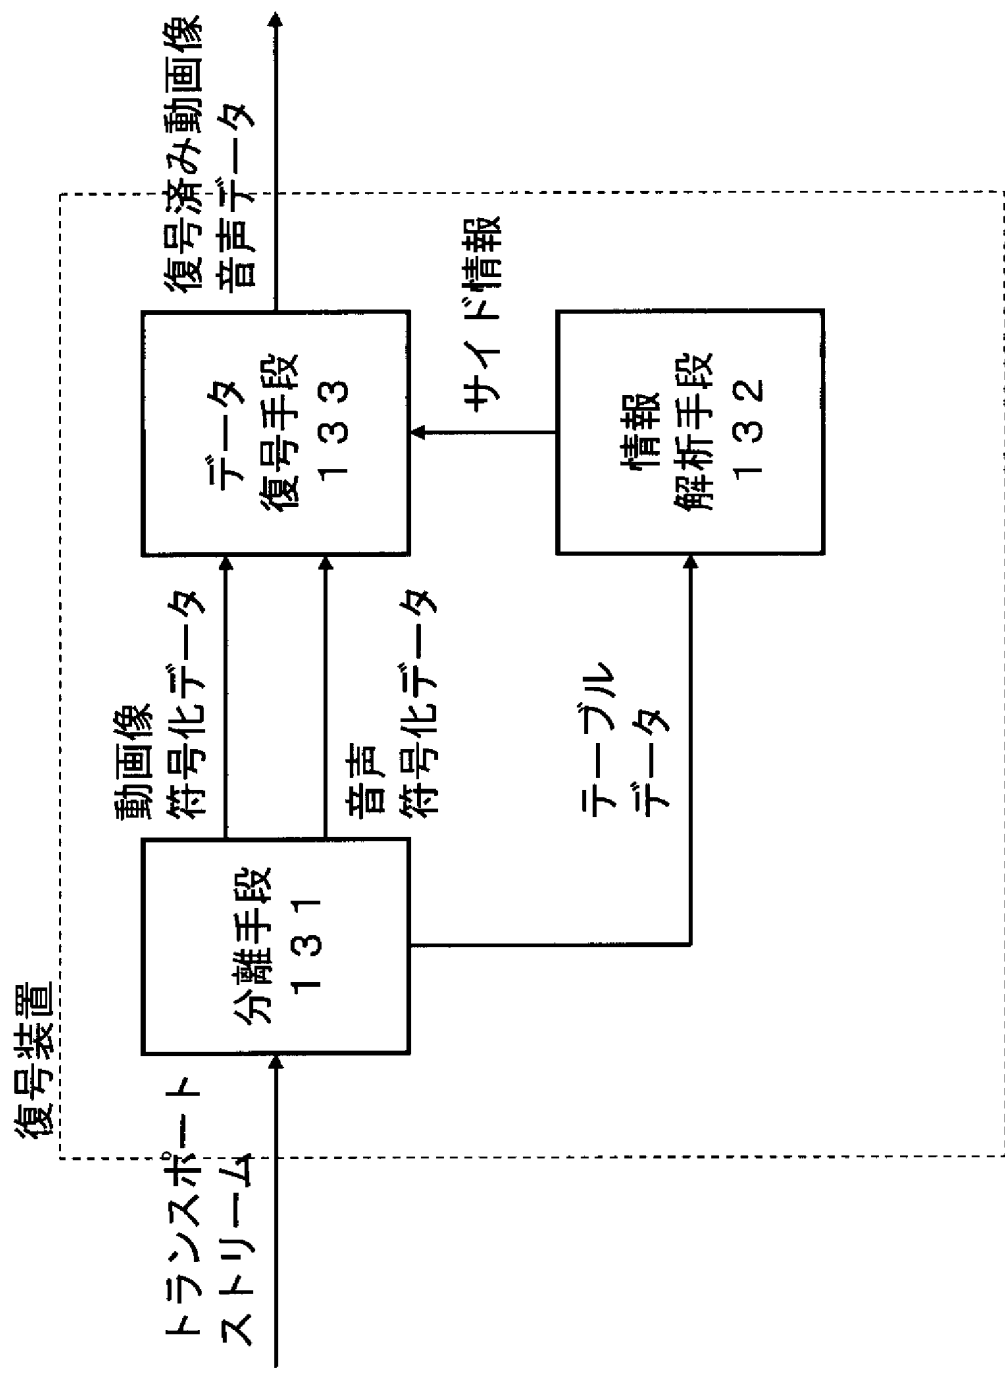 復号装置
トランスポート
ストリーム
分離手段
１３１
動画像
符号化データ
音声
符号化データ
テーブル
データ
データ
復号手段
１３３
サイド情報
情報
解析手段
１３２
復号済み動画像
音声データ